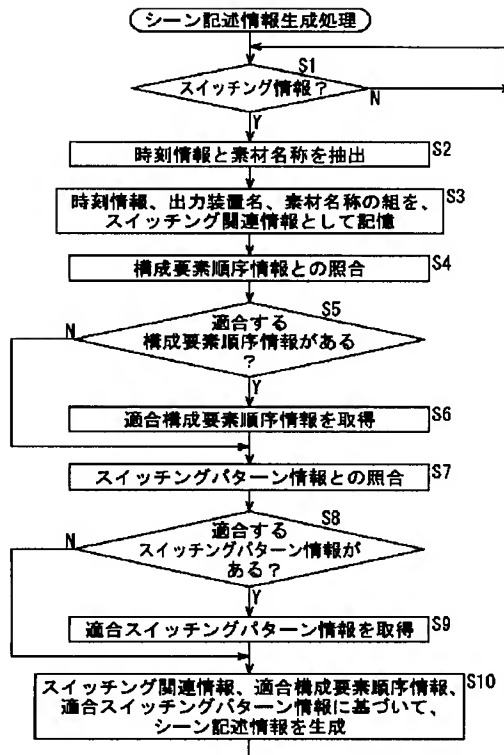 シーン記述情報生成処理
S1
スイッチング情報？
N
Y
時刻情報と素材名称を抽出
S2
時刻情報、出力装置名、素材名称の組を、
スイッチング関連情報として記憶
S3
構成要素順序情報との照合
S4
S5
適合する
構成要素順序情報がある
？
N
Y
適合構成要素順序情報を取得
S6
スイッチングパターン情報との照合
S7
S8
適合する
スイッチングパターン情報が
ある？
N
Y
適合スイッチングパターン情報を取得
S9
スイッチング関連情報、適合構成要素順序情報、
適合スイッチングパターン情報に基づいて、
シーン記述情報を生成
S10